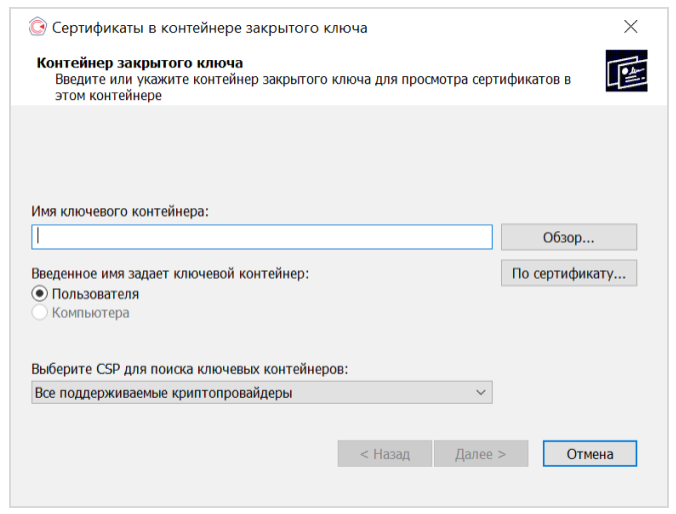 Сертификаты в контейнере закрытого ключа
Контейнер закрытого ключа
Введите или укажите контейнер закрытого ключа для просмотра сертификатов в
этом контейнере
Имя ключевого контейнера:
Обзор...
Введенное имя задает ключевой контейнер:
По сертификату...
Пользователя
Компьютера
Выберите CSP для поиска ключевых контейнеров:
Все поддерживаемые криптопровайдеры
< Назад
Далее >
Отмена